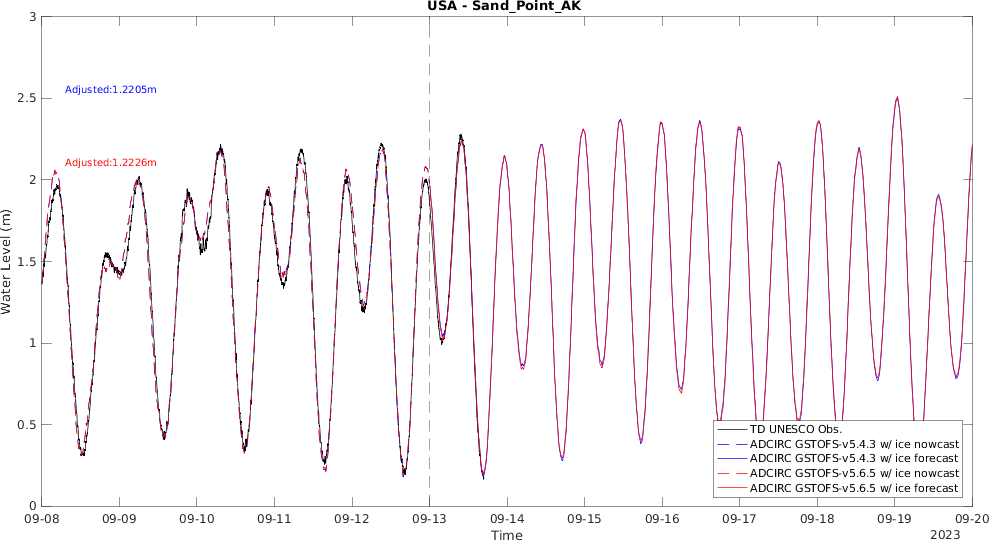 USA - Sand_Point_AK
Adjusted:1.2205m
Adjusted:1.2226m
Water Level (m)
3
2.5
2
1.5
1
0.5
0
TD UNESCO Obs.
ADCIRC GSTOFS-v5.4.3 w/ ice nowcast
ADCIRC GSTOFS-v5.4.3 w/ ice forecast
ADCIRC GSTOFS-v5.6.5 w/ ice nowcast
ADCIRC GSTOFS-v5.6.5 w/ ice forecast
09-08 09-09 09-10 09-11 09-12 09-13 09-14 09-15 09-16 09-17 09-18 09-19 09-20
Time
2023